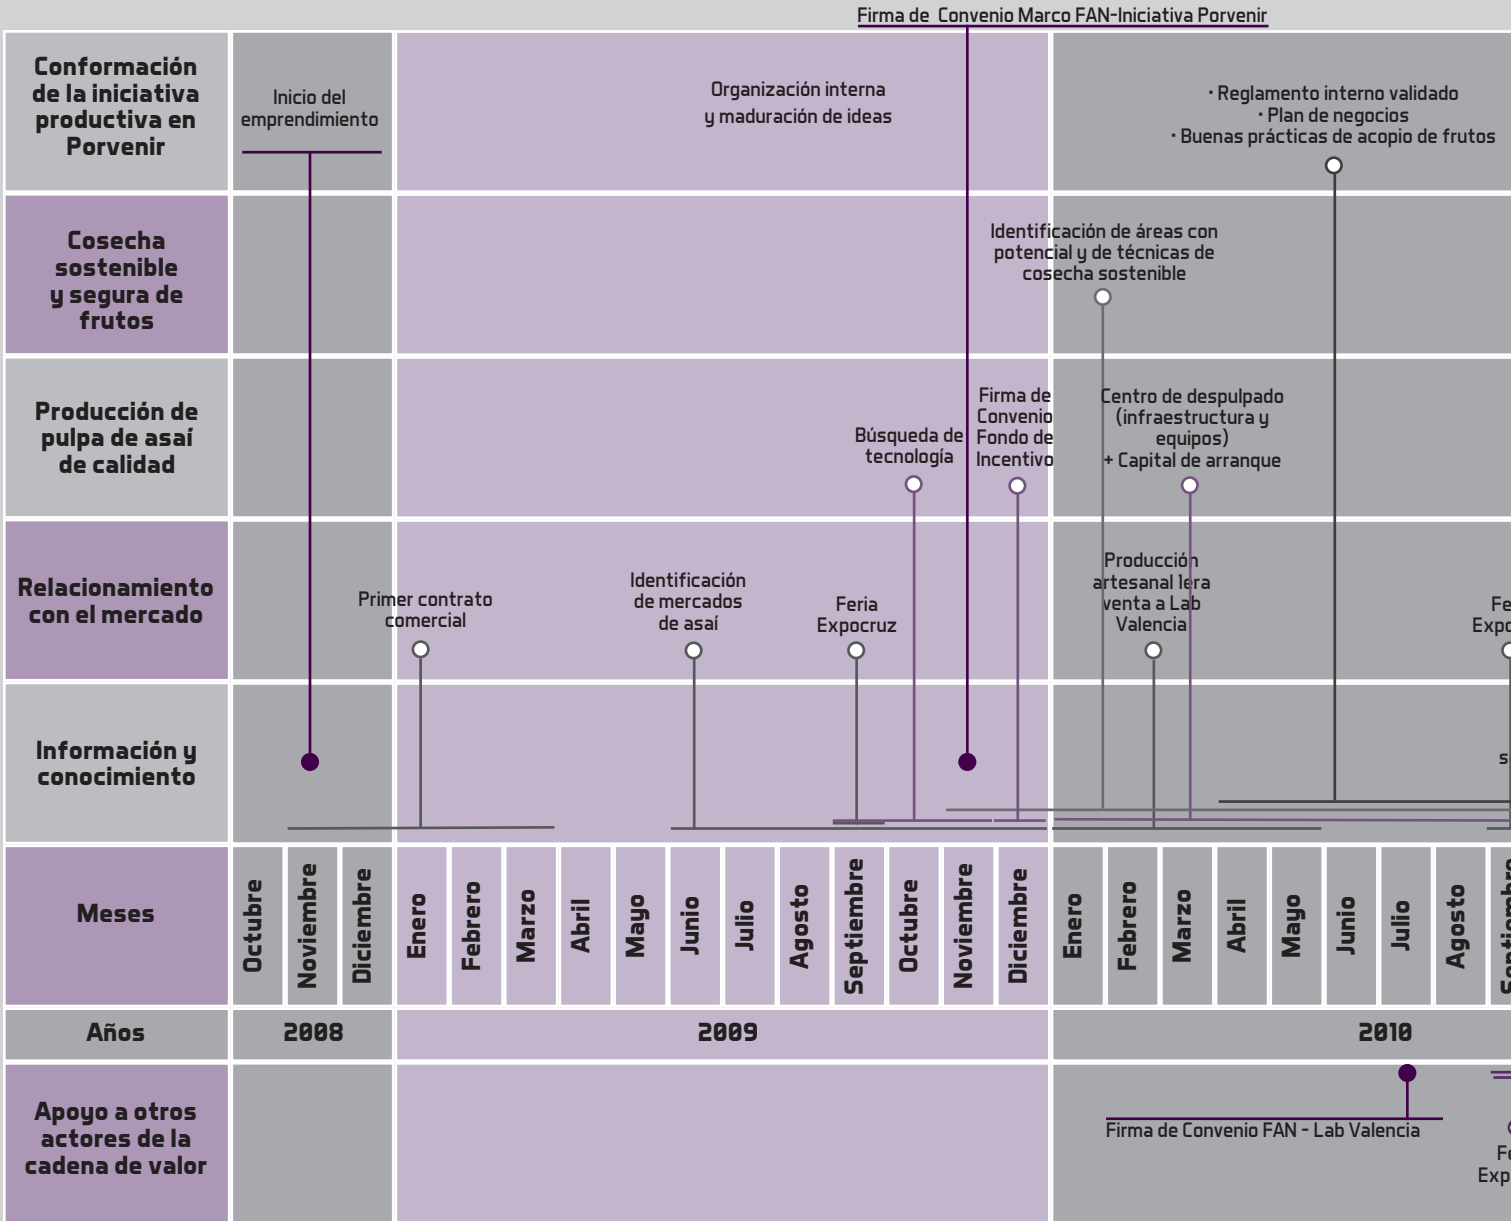 Firma de Convenio Marco FAN-Iniciativa Porvenir
Conformación
de la iniciativa
productiva en
Porvenir
Inicio del
emprendimiento
Organización interna
y maduración de ideas
· Reglamento interno validado
· Plan de negocios
· Buenas prácticas de acopio de frutos
Cosecha
sostenible
y segura de
frutos
Identificación de áreas con
potencial y de técnicas de
cosecha sostenible
Producción de
pulpa de asaí
de calidad
Búsqueda de
tecnología
Firma de
Convenio
Fondo de
Incentivo
Centro de despulpado
(infraestructura y
equipos)
+ Capital de arranque
Relacionamiento
con el mercado
Primer contrato
comercial
Identificación
de mercados
de asaí
Feria
Expocruz
Producción
artesanal 1era
venta a Lab
Valencia
Fe
Expo
Información y
conocimiento
s
Meses
Octubre
Noviembre
Diciembre
Enero
Febrero
Marzo
Abril
Mayo
Junio
Julio
Agosto
Septiembre
Octubre
Noviembre
Diciembre
Enero
Febrero
Marzo
Abril
Mayo
Junio
Julio
Agosto
Septiembre
Años
2008
2009
2010
Apoyo a otros
actores de la
cadena de valor
Firma de Convenio FAN - Lab Valencia
Fe
Exp